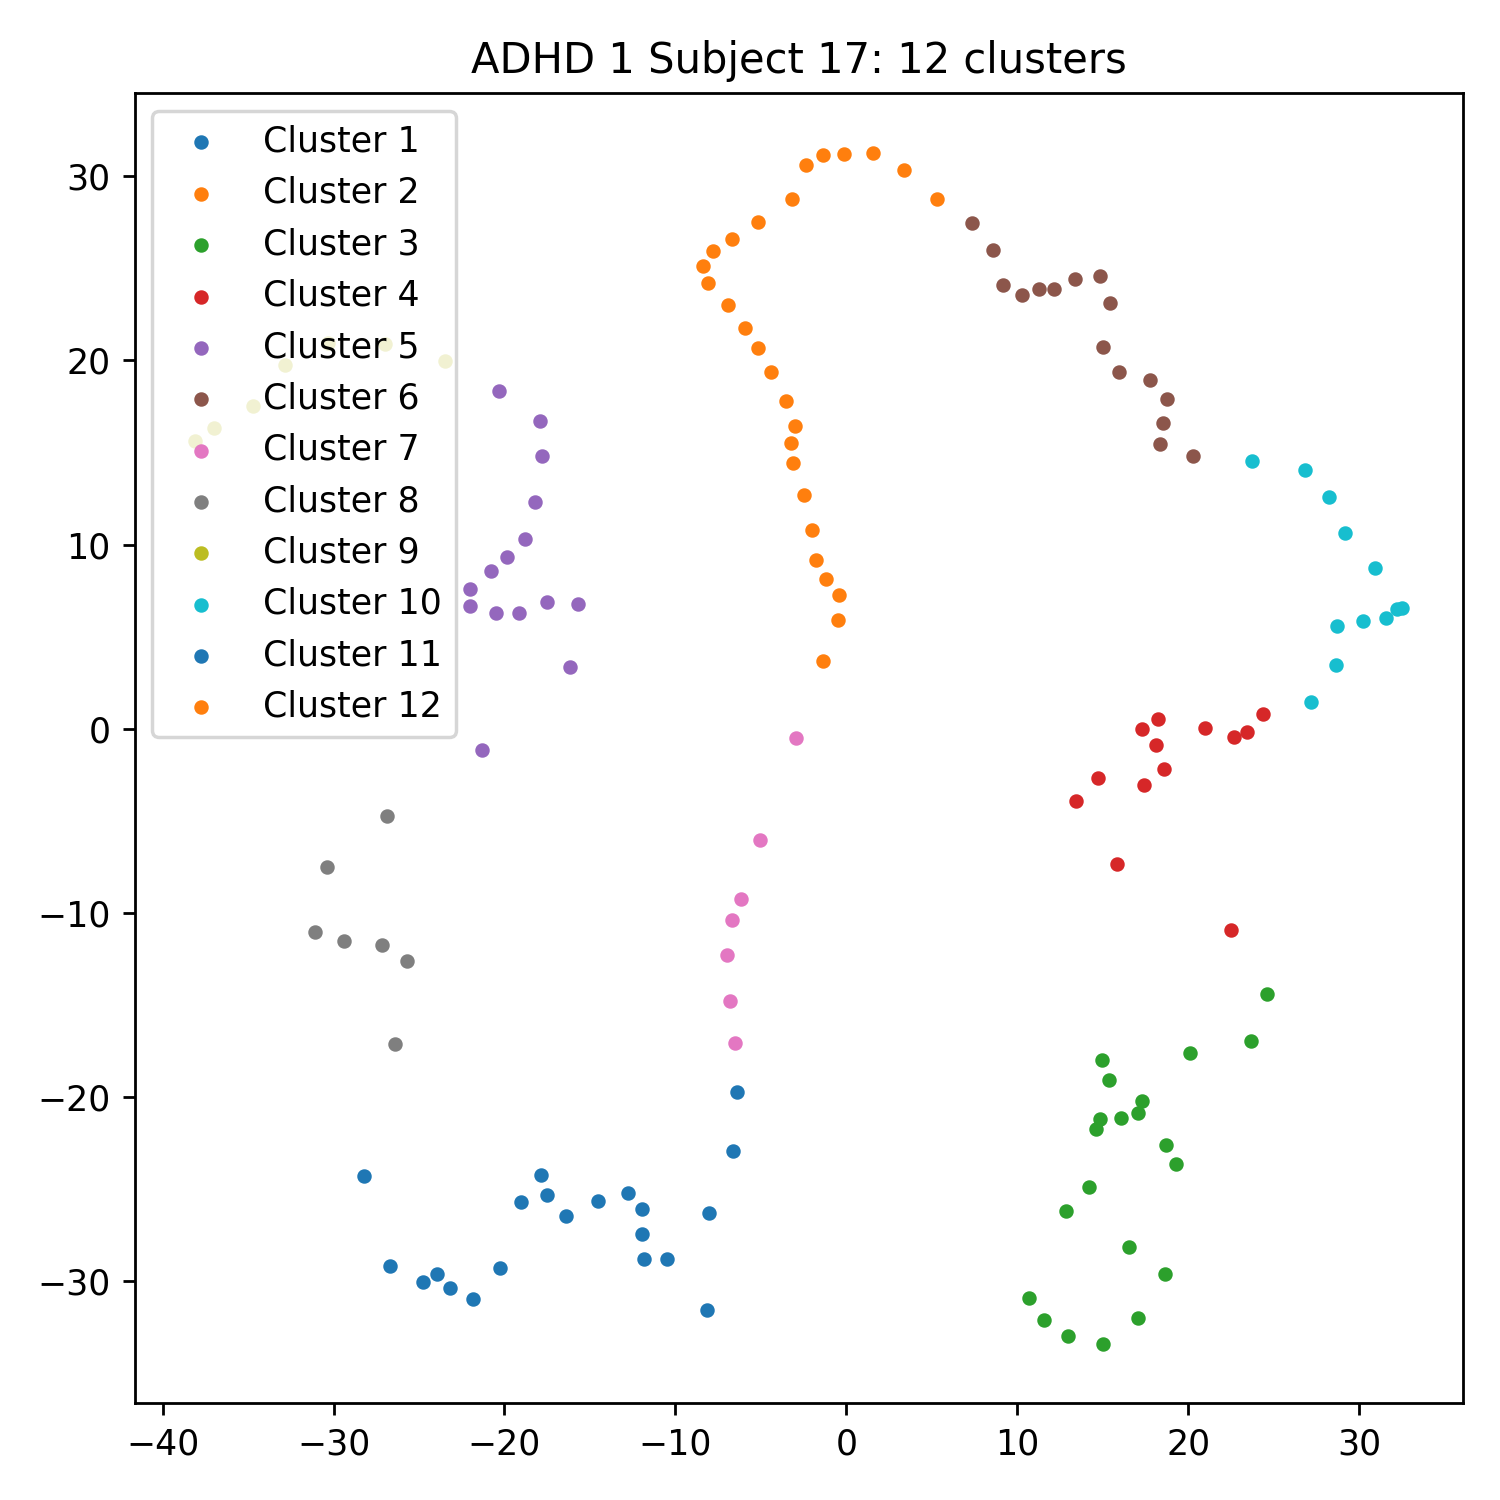 ADHD 1 Subject 17: 12 clusters
Cluster 1
Cluster 2
Cluster 3
Cluster 4
Cluster 5
Cluster 6
Cluster 7
Cluster 8
Cluster 9
Cluster 10
Cluster 11
Cluster 12
30
20
10
0
−10
−20
−30
−40 −30 −20 −10 0 10 20 30